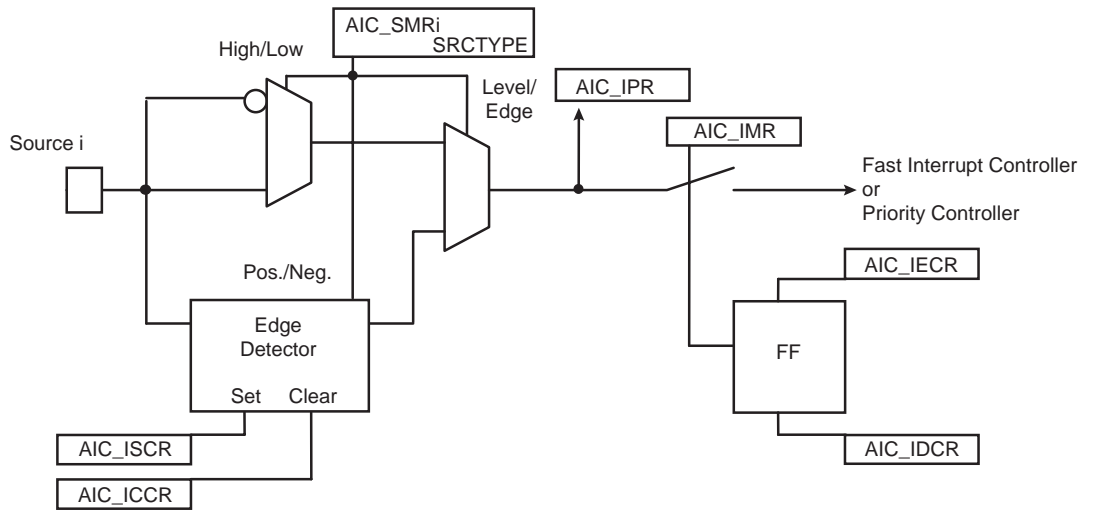 AIC_SMRi
SRCTYPE
High/Low
Level/
Edge
AIC_IPR
AIC_IMR
Source i
Fast Interrupt Controller
or
Priority Controller
AIC_IECR
Pos./Neg.
Edge
Detector
FF
Set Clear
AIC_ISCR
AIC_IDCR
AIC_ICCR